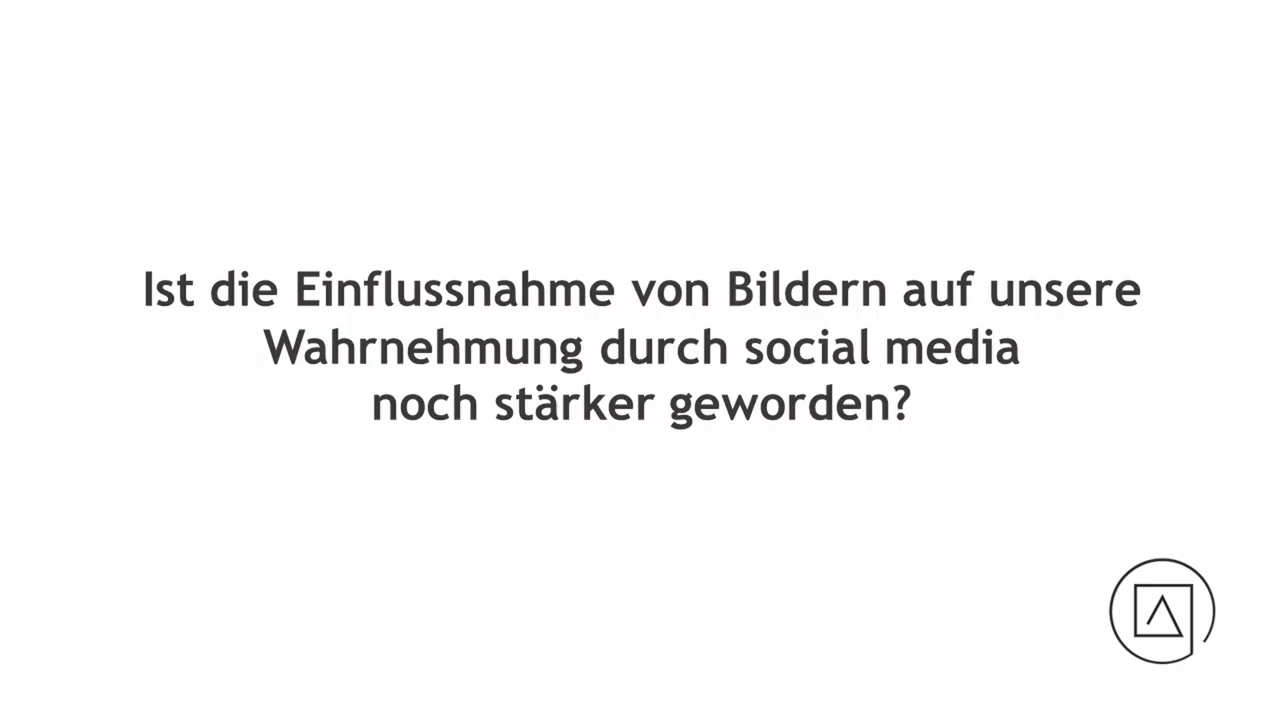 Ist die Einflussnahme von Bildern auf unsere
Wahrnehmung durch social media
noch stärker geworden?